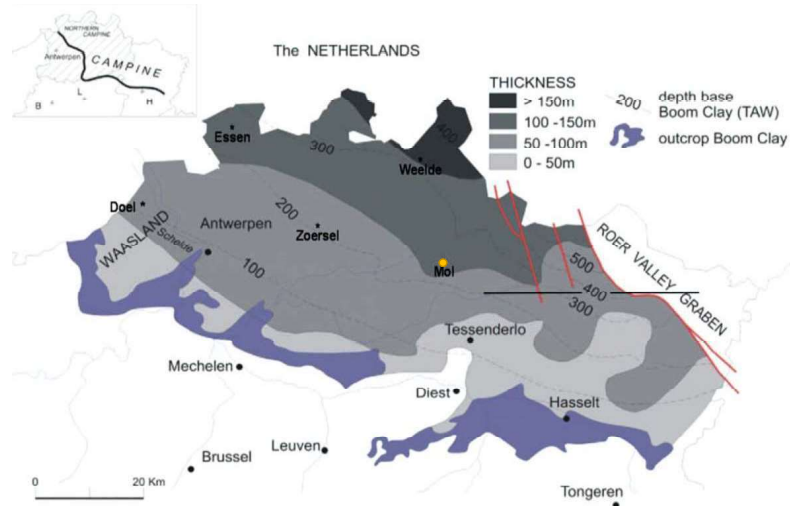 NORTHERN
CAMPINE
Antwerpen
CAMPINE
B
L
H
The NETHERLANDS
THICKNESS
> 150m
100 -150m
50 -100m
0 - 50m
200
depth base
Boom Clay (TAW)
outcrop Boom Clay
Essen
300
400
Weelde
Doel
200
Antwerpen
Zoersel
WAASLAND
Schelde
100
Mol
ROER VALLEY GRABEN
500
400
300
Tessenderlo
Mechelen
Diest
Hasselt
Leuven
Brussel
0
20 Km
Tongeren